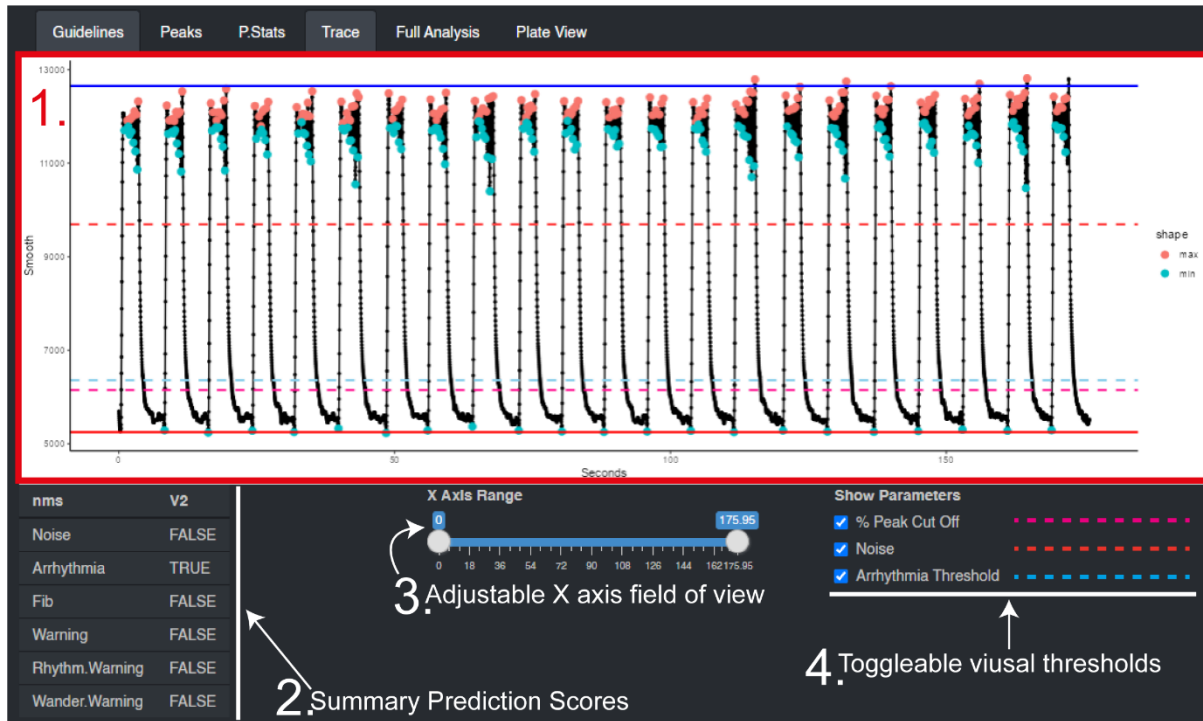 Guidelines Peaks P.Stats Trace Full Analysis Plate View
1.
13000
11000
9000
7000
5000
Smooth
0 50 100 150
Seconds
shape
max
min
nms V2
Noise FALSE
Arrhythmia TRUE
Fib FALSE
Warning FALSE
Rhythm.Warning FALSE
Wander.Warning FALSE
2. Summary Prediction Scores
X Axis Range
0 175.95
0 18 36 54 72 90 108 126 144 162 175.95
3. Adjustable X axis field of view
Show Parameters
% Peak Cut Off
Noise
Arrhythmia Threshold
4. Toggleable viusal thresholds